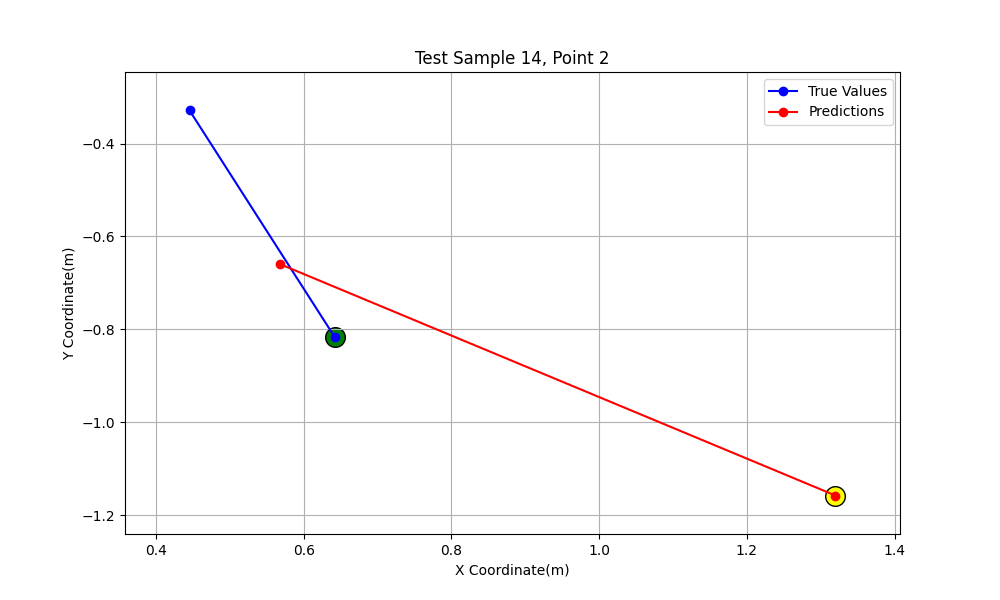 Test Sample 14, Point 2
True Values
Predictions
Y Coordinate(m)
−0.4
−0.6
−0.8
−1.0
−1.2
0.4 0.6 0.8 1.0 1.2 1.4
X Coordinate(m)